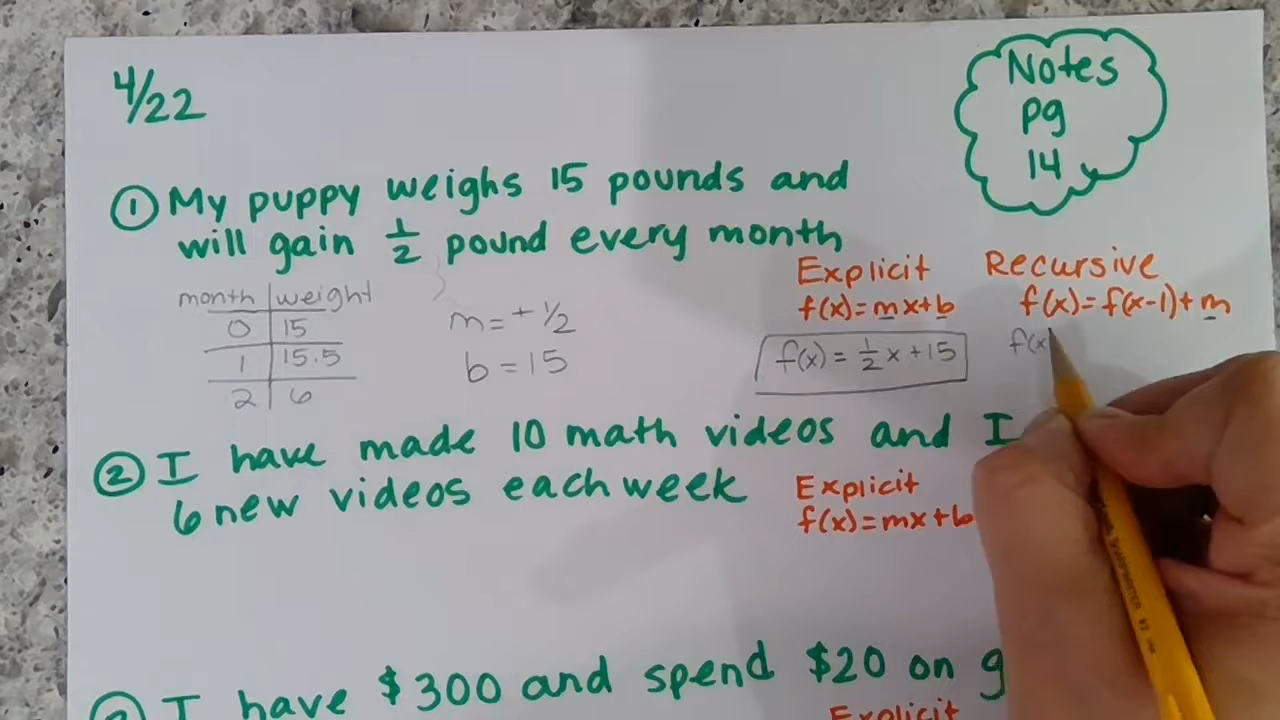 4/22
Notes
pg
14
① My puppy weighs 15 pounds and
will gain 1/2 pound every month
month weight
0 15
1 15.5
2 6
m = + 1/2
b = 15
Explicit
f(x) = mx+b
f(x) = 1/2 x + 15
Recursive
f(x) = f(x-1) + m
f(x
② I have made 10 math videos and I
6 new videos each week
Explicit
f(x) = mx+b
I have $300 and spend $20 on
Explicit